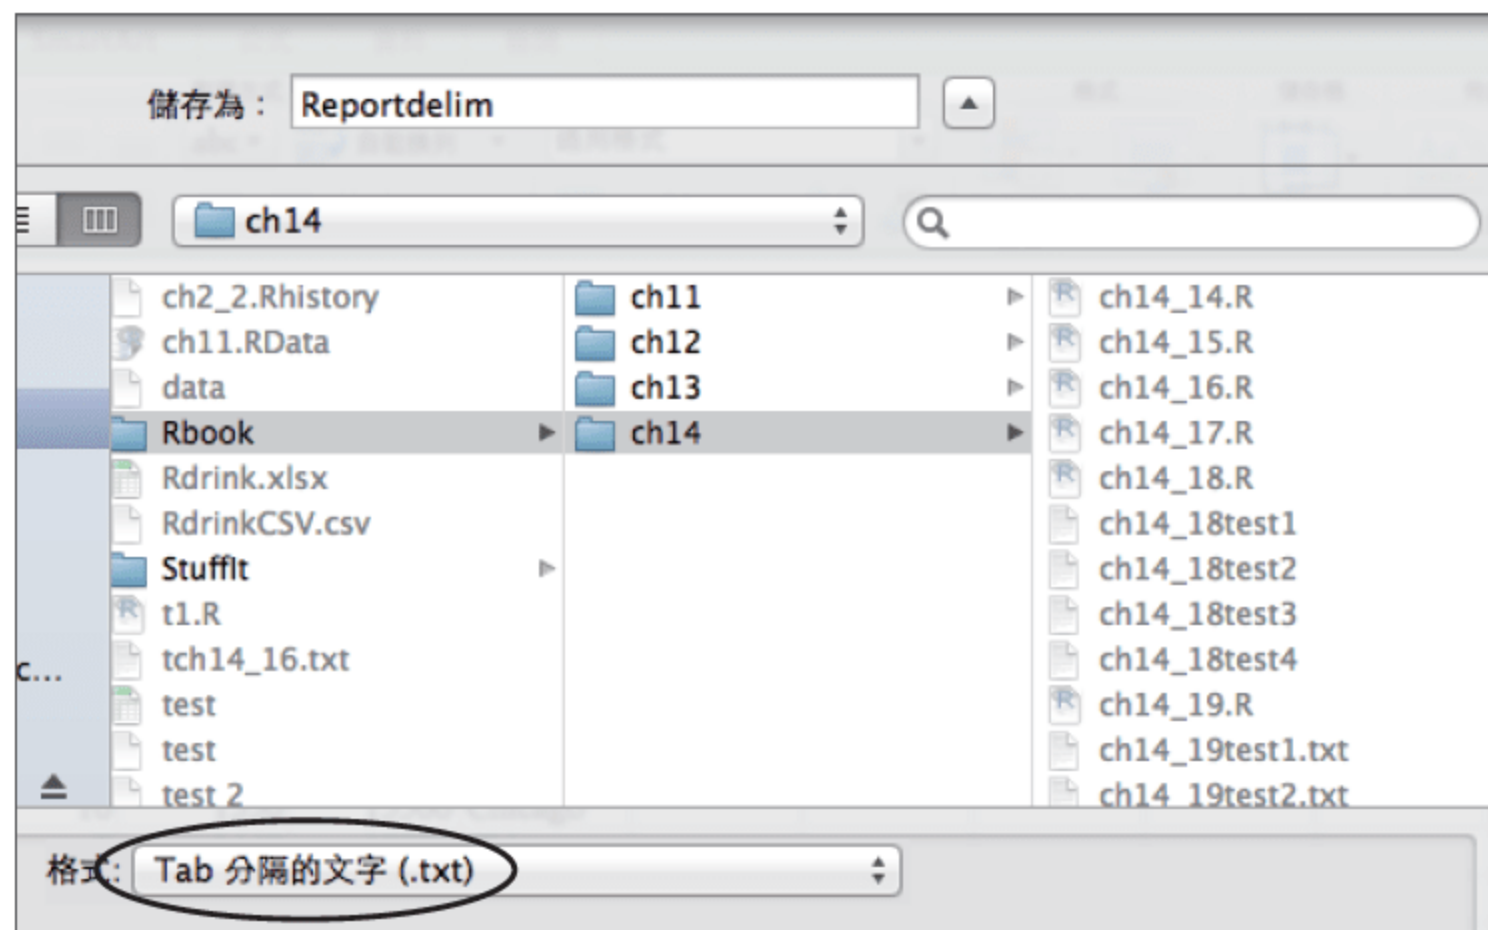 儲存為： Reportdelim
ch14
ch2_2.Rhistory
ch11.RData
data
Rbook
Rdrink.xlsx
RdrinkCSV.csv
StuffIt
t1.R
tch14_16.txt
test
test
test 2
ch11
ch12
ch13
ch14
ch14_14.R
ch14_15.R
ch14_16.R
ch14_17.R
ch14_18.R
ch14_18test1
ch14_18test2
ch14_18test3
ch14_18test4
ch14_19.R
ch14_19test1.txt
ch14_19test2.txt
c...
格式: Tab 分隔的文字 (.txt)